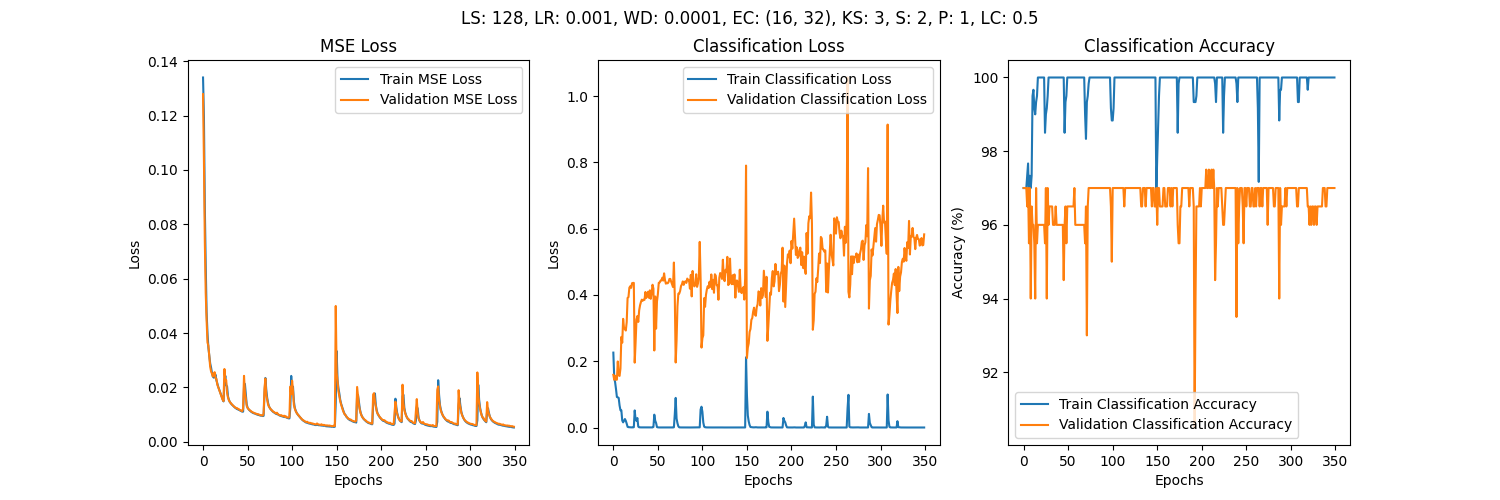 LS: 128, LR: 0.001, WD: 0.0001, EC: (16, 32), KS: 3, S: 2, P: 1, LC: 0.5
MSE Loss
Train MSE Loss
Validation MSE Loss
0.14
0.12
0.10
0.08
0.06
0.04
0.02
0.00
Loss
0 50 100 150 200 250 300 350
Epochs
Classification Loss
Train Classification Loss
Validation Classification Loss
1.0
0.8
0.6
0.4
0.2
0.0
Loss
0 50 100 150 200 250 300 350
Epochs
Classification Accuracy
100
98
96
94
92
Accuracy (%)
Train Classification Accuracy
Validation Classification Accuracy
0 50 100 150 200 250 300 350
Epochs